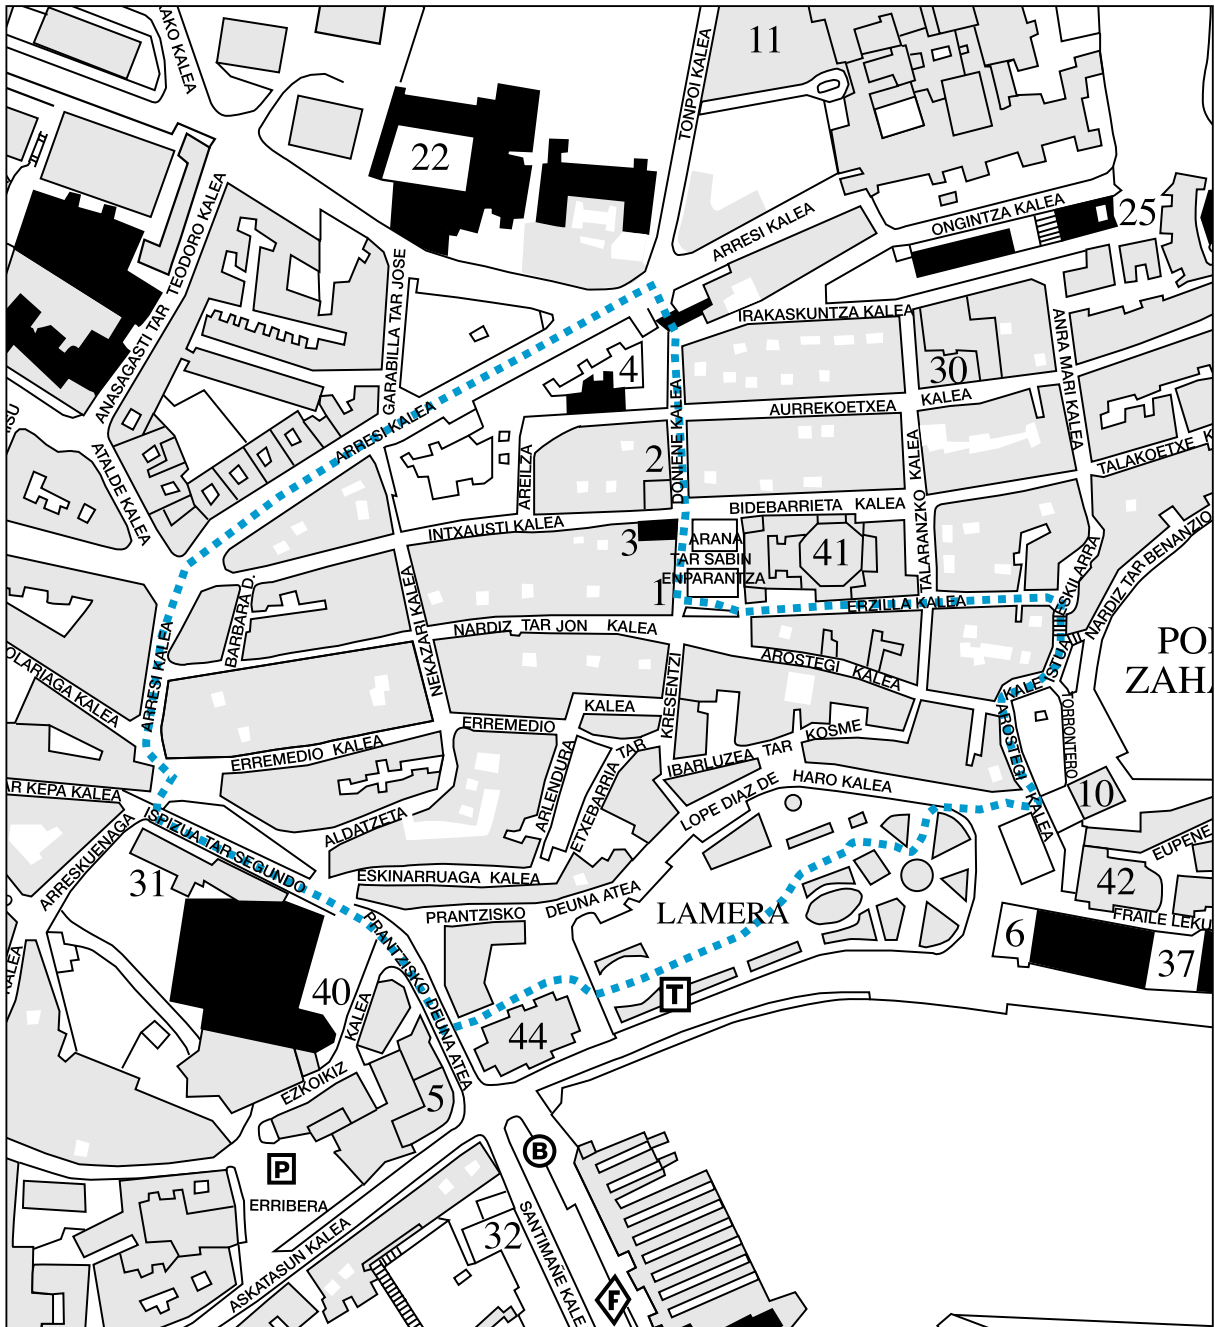 AKO KALEA
TONPOI KALEA
11
22
ARRESI KALEA
ONGINTZA KALEA
25
ANASAGASTI TAR TEODORO KALEA
GARABILLA TAR JOSE
IRAKASKUNTZA KALEA
ANRA MARI KALEA
4
30
KALEA
AURREKOETXEA
ARRESI KALEA
DONIENE KALEA
ATALDE KALEA
AREILZA
2
TALARANZKO KALEA
TALAKOETXE K
BIDEBARRIETA KALEA
INTXAUSTI KALEA
3
ARANA
TAR SABIN
ENPARANTZA
41
1
ERZILLA KALEA
ESKILARRA
NARDIZ TAR BENANZIO
BARBARA D.
NEKAZARI KALEA
NARDIZ TAR JON KALEA
AROSTEGI KALEA
KALE ISTUA
PO
ZAHA
OLARIAGA KALEA
ARRESI KALEA
KRESENTZI
KALEA
ERREMEDIO
ERREMEDIO KALEA
AROSTEGI KALEA
TORRONTERO
IBARLUZEA TAR KOSME
ARLENDURA
ETXEBARRIA TAR
LOPE DIAZ DE HARO KALEA
AR KEPA KALEA
10
ISPIZUA TAR SEGUNDO
ALDATZETA
EUPENE
ARRESKUENAGA
31
ESKINARRUAGA KALEA
42
PRANTZISKO DEUNA ATEA
LAMERA
FRAILE LEKU
6
37
PRANTZISKO DEUNA ATEA
KALEA
40
T
44
EZKOIKIZ KALEA
5
B
P
ERRIBERA
ASKATASUN KALEA
32
SANTIMAÑE KALE
F